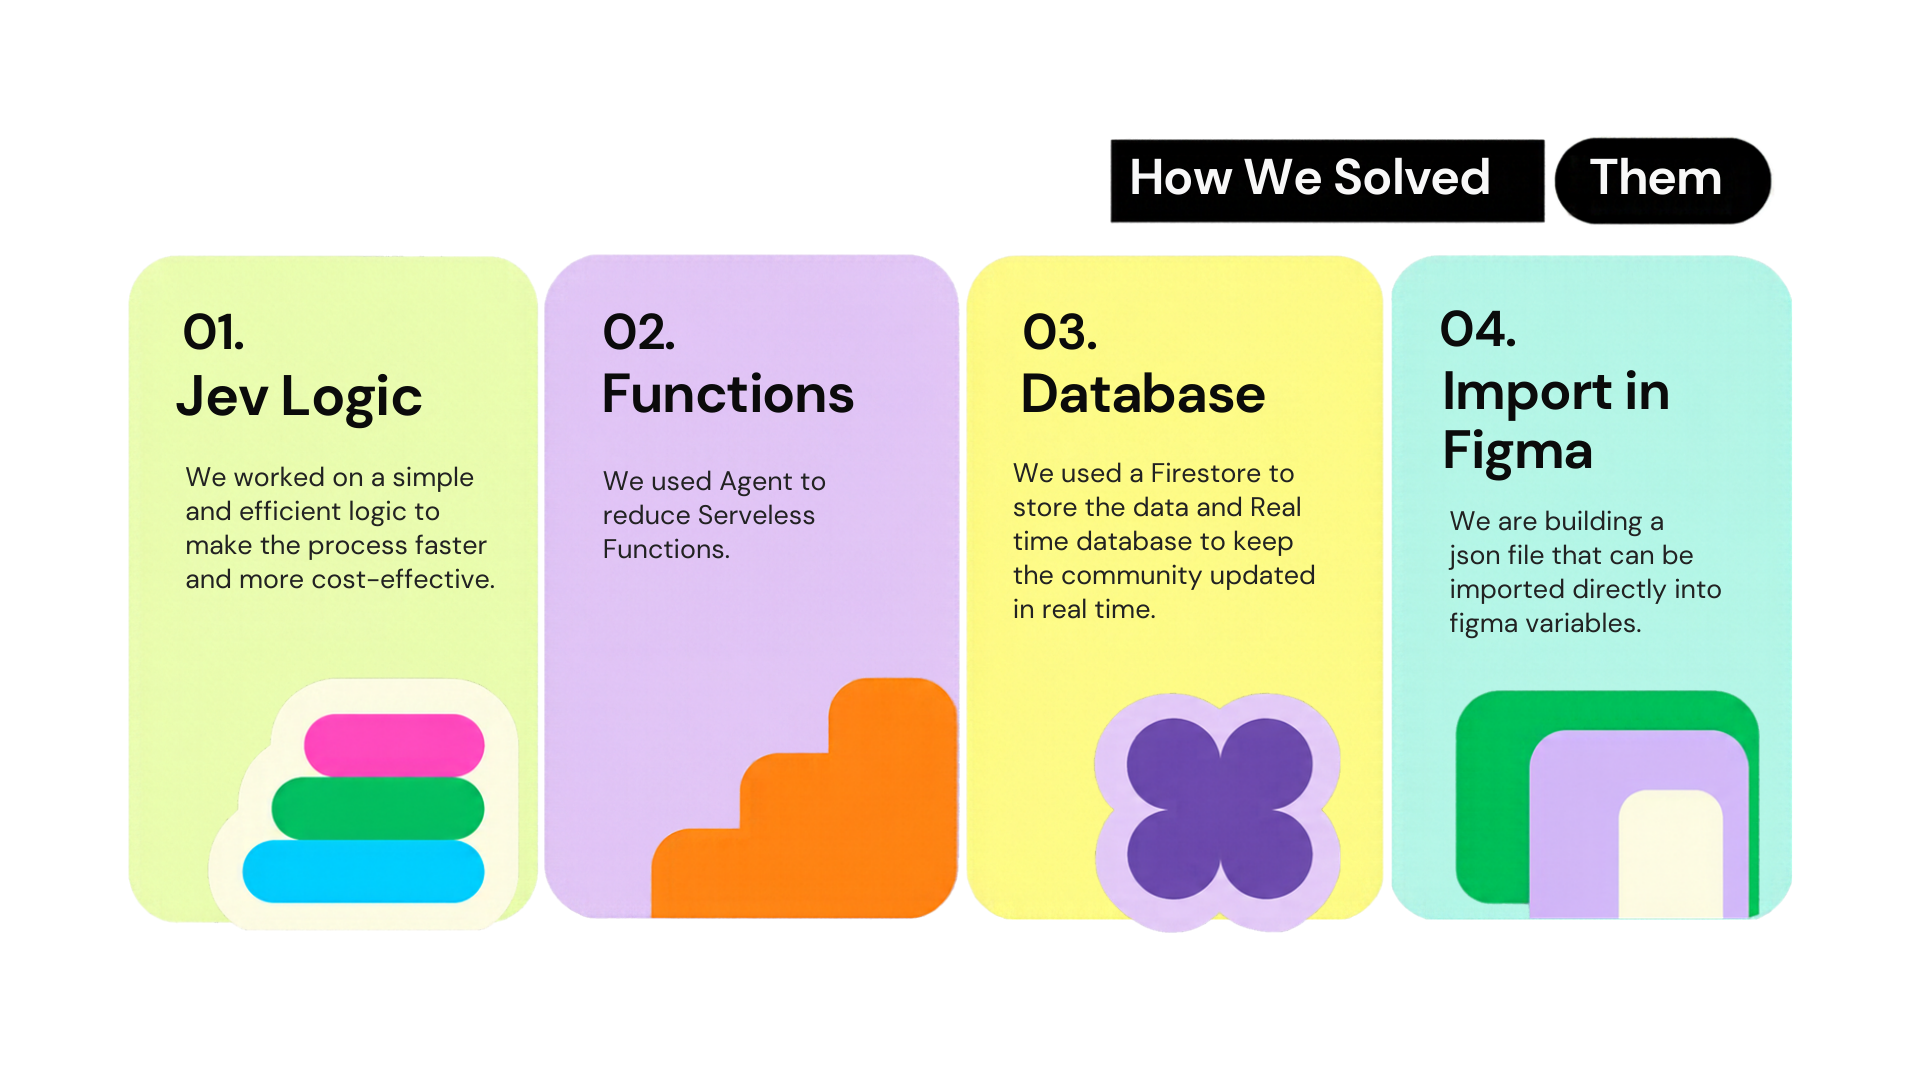 How We Solved Them
01.
Jev Logic
We worked on a simple
and efficient logic to
make the process faster
and more cost-effective.
02.
Functions
We used Agent to
reduce Serveless
Functions.
03.
Database
We used a Firestore to
store the data and Real
time database to keep
the community updated
in real time.
04.
Import in
Figma
We are building a
json file that can be
imported directly into
figma variables.